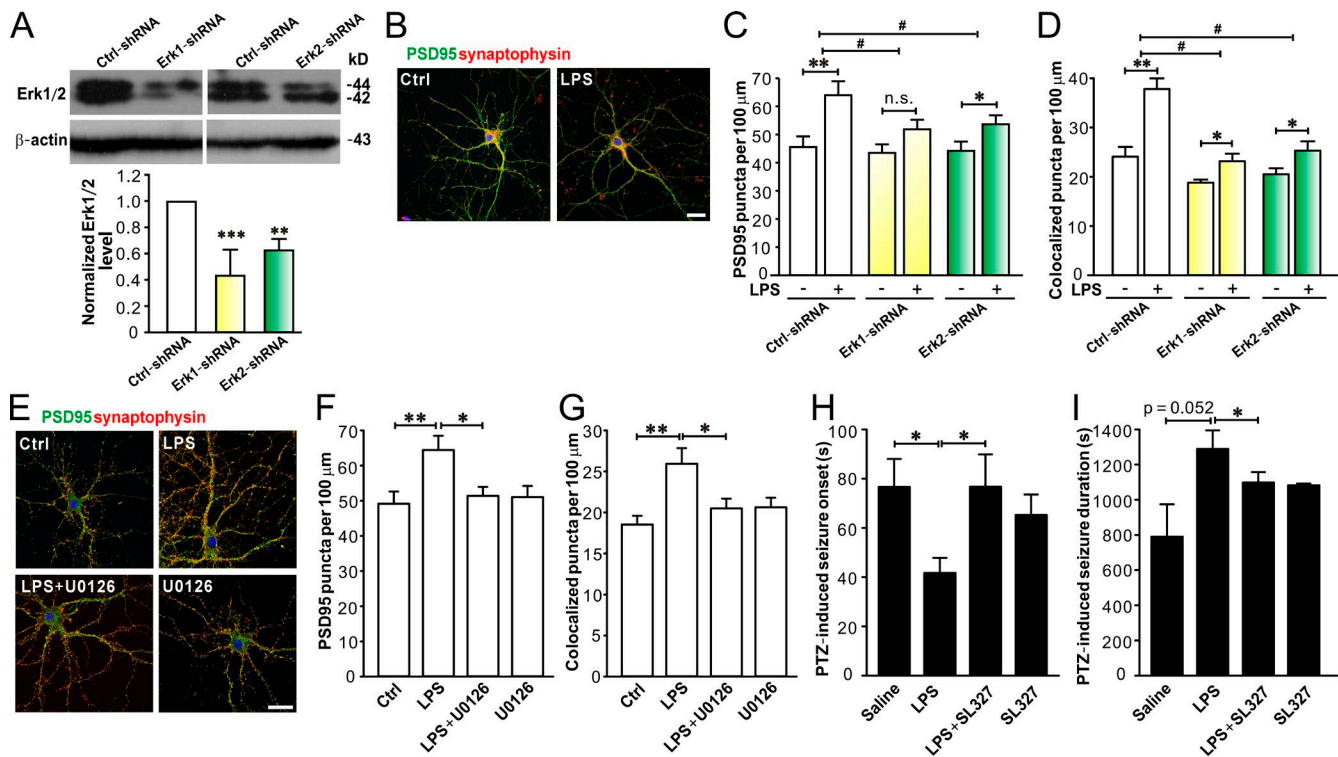 A
Ctrl-shRNA
Erk1-shRNA
Ctrl-shRNA
Erk2-shRNA
kD
Erk1/2
-44
-42
β-actin
-43
Normalized Erk1/2
level
1.2
1.0
0.8
0.6
0.4
0.2
0
***
**
Ctrl-shRNA
Erk1-shRNA
Erk2-shRNA
B
PSD95 synaptophysin
Ctrl
LPS
C
PSD95 puncta per 100 μm
70
60
50
40
30
20
10
0
#
#
**
n.s.
*
LPS - + - + - +
Ctrl-shRNA
Erk1-shRNA
Erk2-shRNA
D
Colocalized puncta per 100 μm
40
30
20
10
0
#
#
**
*
*
LPS - + - + - +
Ctrl-shRNA
Erk1-shRNA
Erk2-shRNA
E
PSD95 synaptophysin
Ctrl
LPS
LPS+U0126
U0126
F
PSD95 puncta per 100 μm
70
60
50
40
30
20
10
0
**
*
Ctrl
LPS
LPS+U0126
U0126
G
Colocalized puncta per 100 μm
30
25
20
15
10
5
0
**
*
Ctrl
LPS
LPS+U0126
U0126
H
PTZ-induced seizure onset (s)
100
80
60
40
20
0
*
*
Saline
LPS
LPS+SL327
SL327
I
PTZ-induced seizure duration (s)
1400
1200
1000
800
600
400
200
0
p = 0.052
*
Saline
LPS
LPS+SL327
SL327